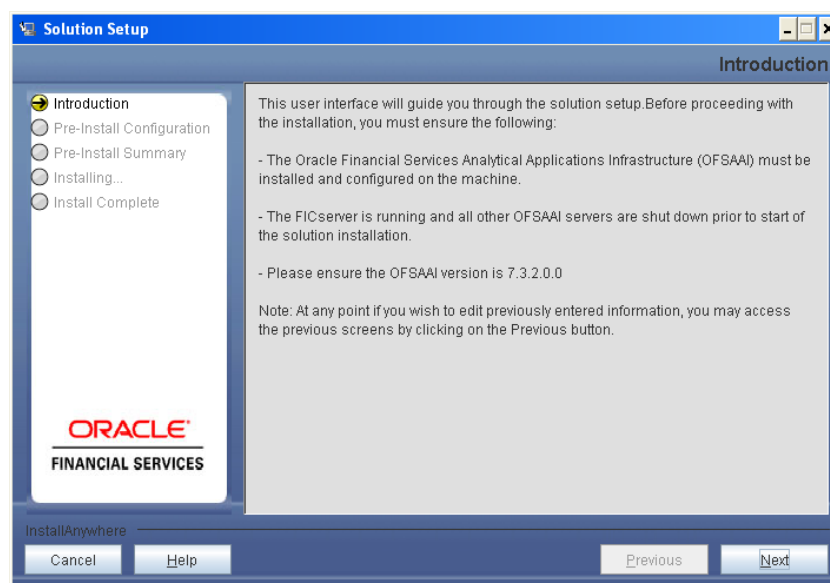 Solution Setup
Introduction
Introduction
Pre-Install Configuration
Pre-Install Summary
Installing...
Install Complete
This user interface will guide you through the solution setup.Before proceeding with
the installation, you must ensure the following:
- The Oracle Financial Services Analytical Applications Infrastructure (OFSAAI) must be
installed and configured on the machine.
- The FICserver is running and all other OFSAAI servers are shut down prior to start of
the solution installation.
- Please ensure the OFSAAI version is 7.3.2.0.0
Note: At any point if you wish to edit previously entered information, you may access
the previous screens by clicking on the Previous button.
ORACLE
FINANCIAL SERVICES
InstallAnywhere
Cancel
Help
Previous
Next